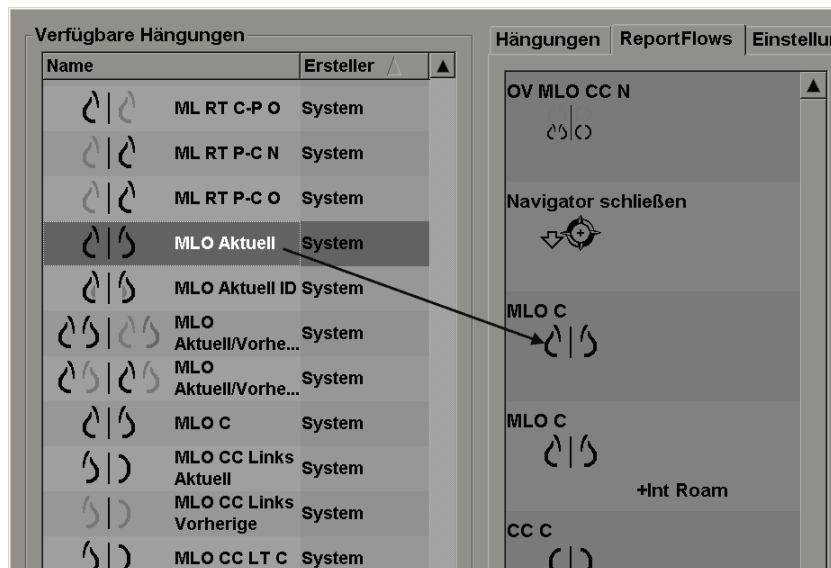 Verfügbare Hängungen
Name Ersteller
ML RT C-P O System
ML RT P-C N System
ML RT P-C O System
MLO Aktuell System
MLO Aktuell ID System
MLO
Aktuell/Vorhe... System
MLO
Aktuell/Vorhe... System
MLO C System
MLO CC Links
Aktuell System
MLO CC Links
Vorherige System
MLO CC LT C System
Hängungen ReportFlows Einstellu
OV MLO CC N
Navigator schließen
MLO C
MLO C
+Int Roam
CC C